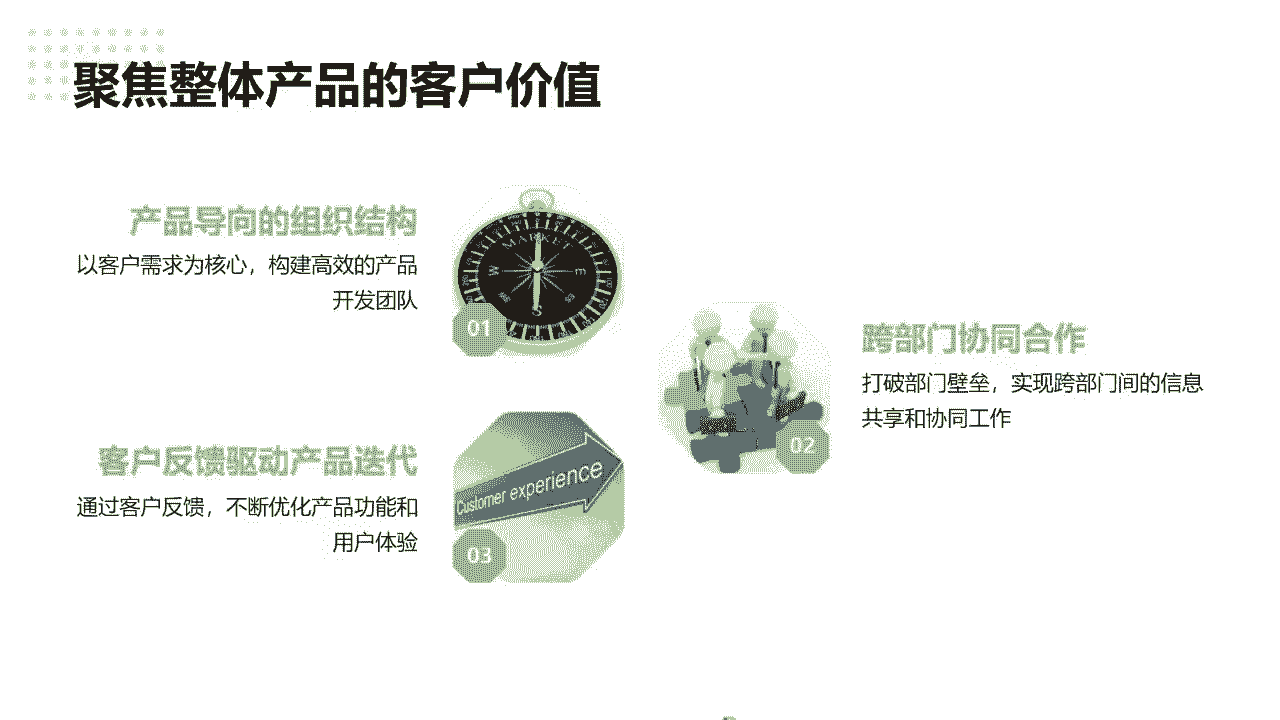 聚焦整体产品的客户价值
产品导向的组织结构
以客户需求为核心，构建高效的产品
开发团队
MARKET
W
E
S
01
跨部门协同合作
打破部门壁垒，实现跨部门间的信息
共享和协同工作
02
客户反馈驱动产品迭代
通过客户反馈，不断优化产品功能和
用户体验
Customer experience
03